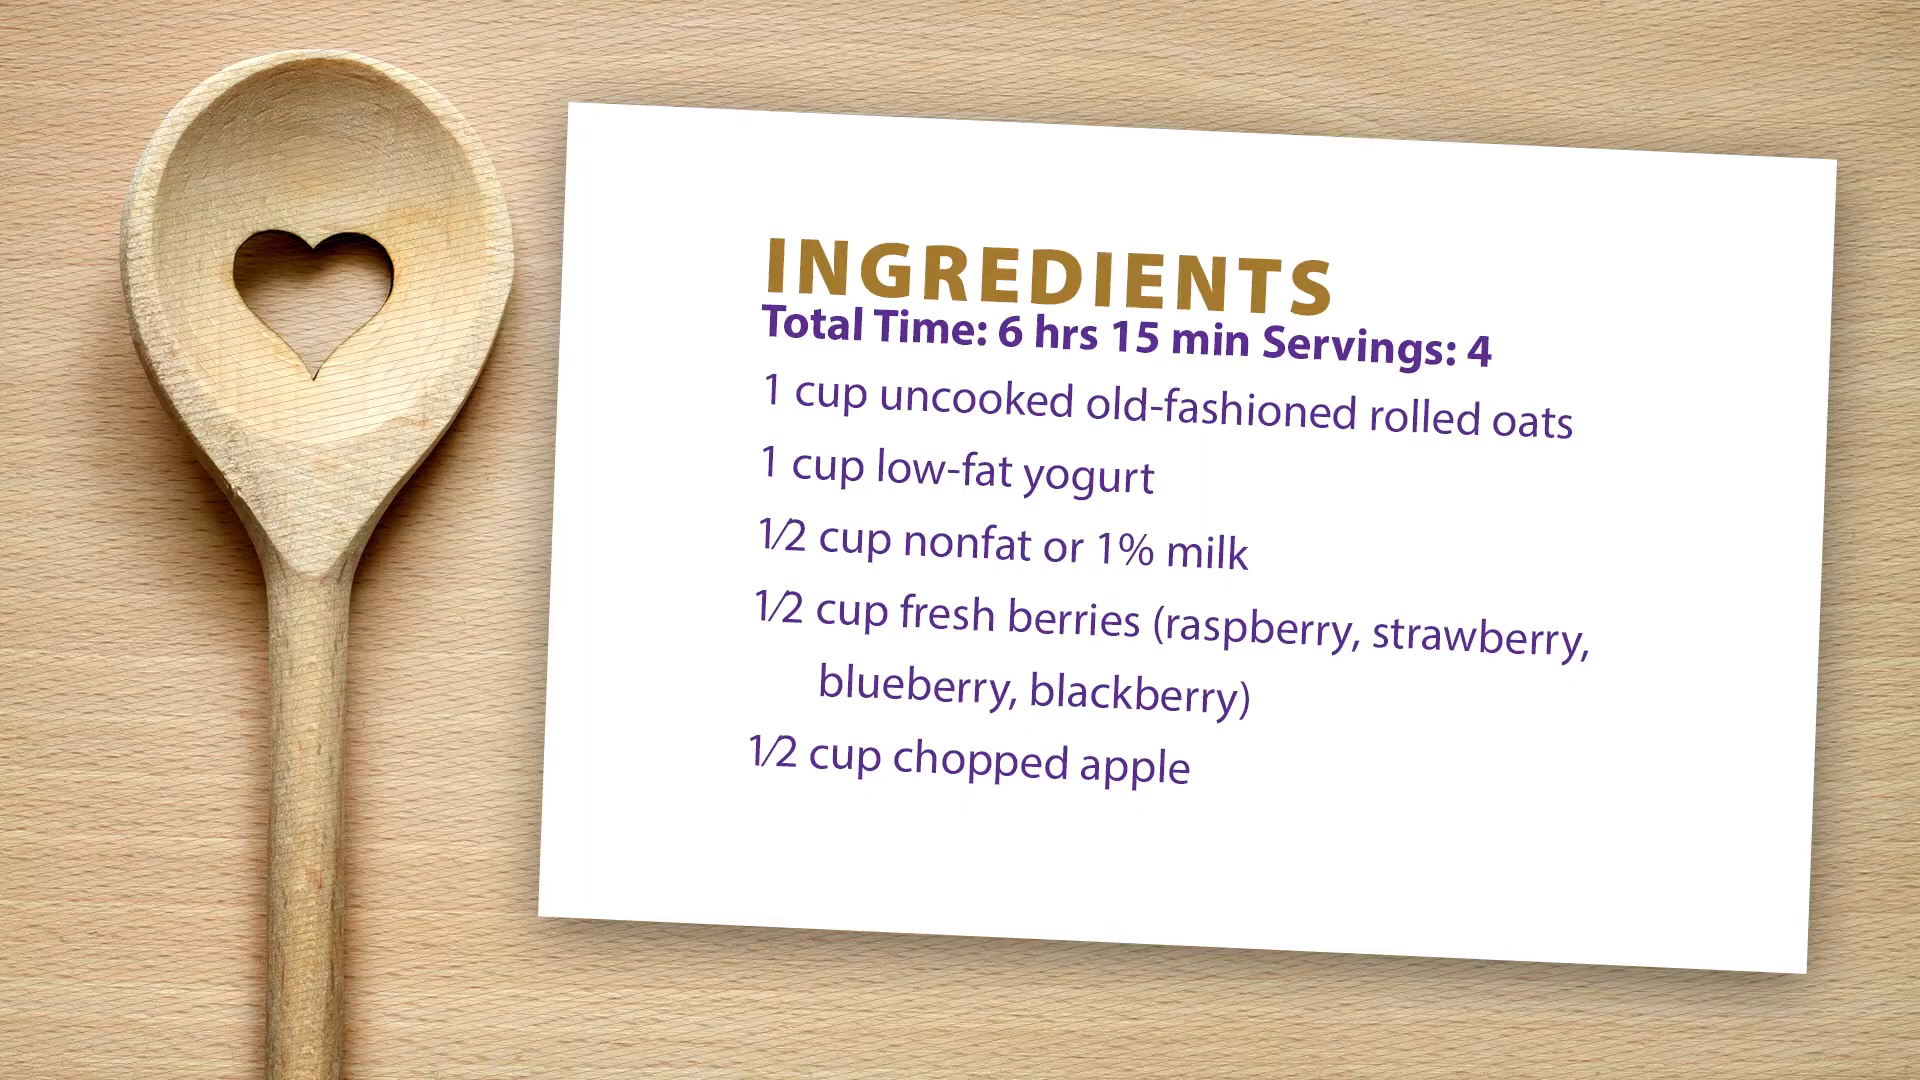 INGREDIENTS
Total Time: 6 hrs 15 min Servings: 4
1 cup uncooked old-fashioned rolled oats
1 cup low-fat yogurt
1⁄2 cup nonfat or 1% milk
1⁄2 cup fresh berries (raspberry, strawberry,
blueberry, blackberry)
1⁄2 cup chopped apple